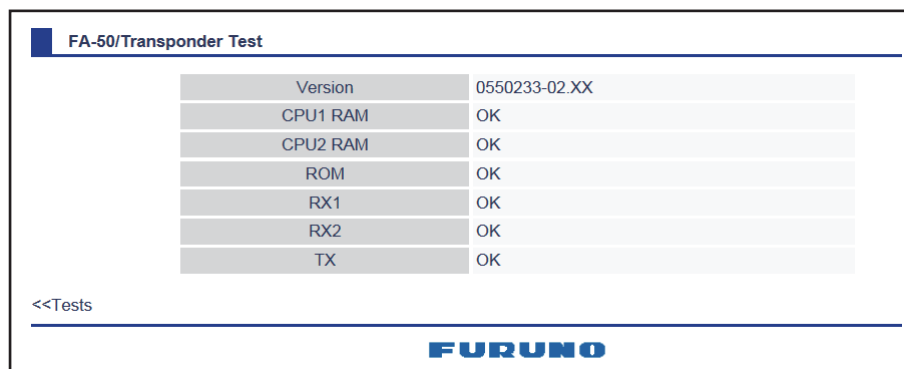 FA-50/Transponder Test
Version 0550233-02.XX
CPU1 RAM OK
CPU2 RAM OK
ROM OK
RX1 OK
RX2 OK
TX OK
<<Tests
FURUNO